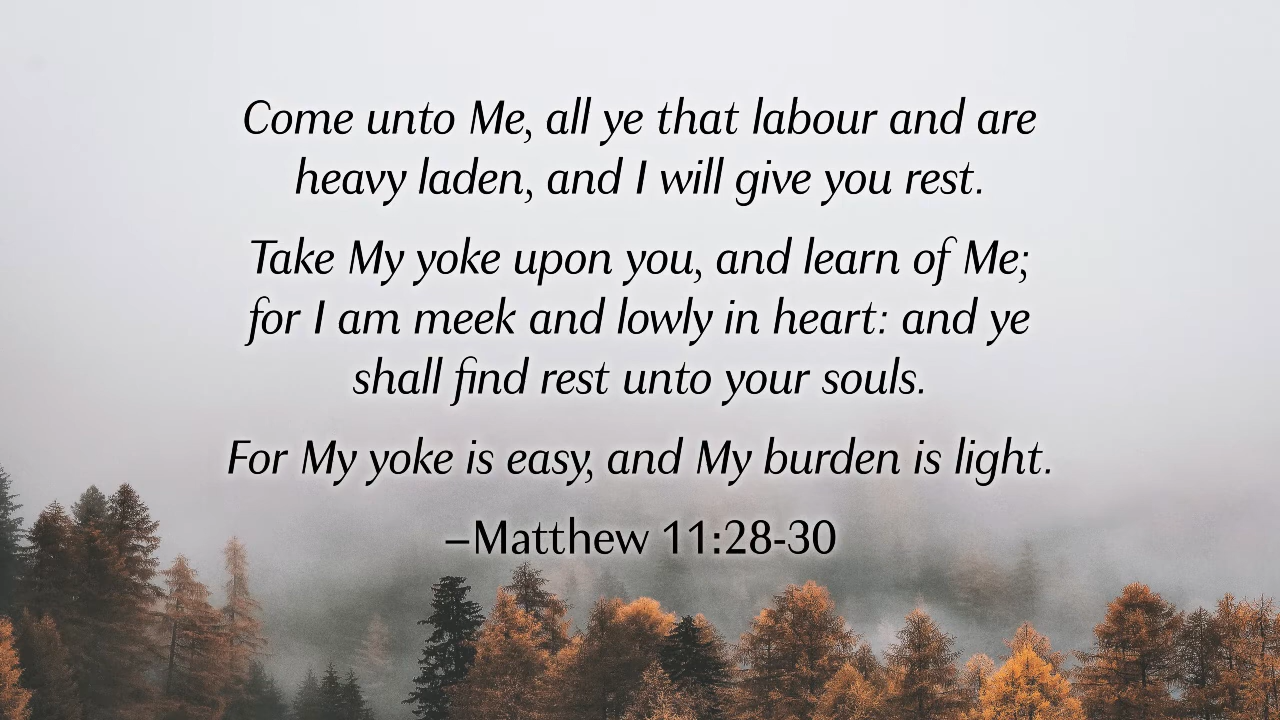 Come unto Me, all ye that labour and are
heavy laden, and I will give you rest.
Take My yoke upon you, and learn of Me;
for I am meek and lowly in heart: and ye
shall find rest unto your souls.
For My yoke is easy, and My burden is light.
–Matthew 11:28-30